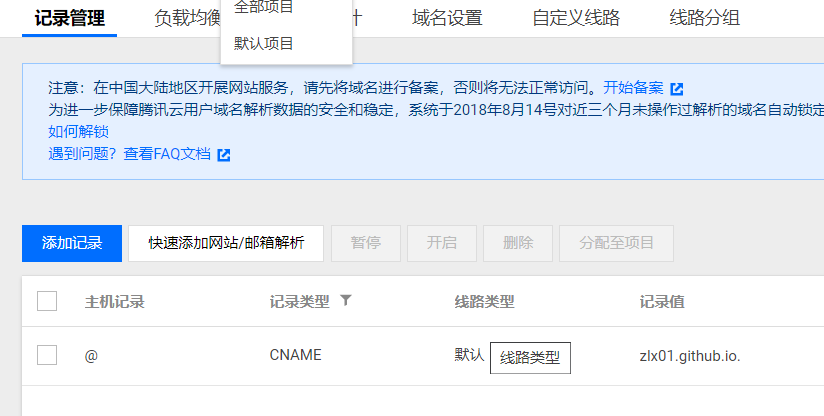 全部项目
记录管理 负载均衡 计 域名设置 自定义线路 线路分组
默认项目
注意：在中国大陆地区开展网站服务，请先将域名进行备案，否则将无法正常访问。开始备案
为进一步保障腾讯云用户域名解析数据的安全和稳定，系统于2018年8月14号对近三个月未操作过解析的域名自动锁定
如何解锁
遇到问题？查看FAQ文档
添加记录 快速添加网站/邮箱解析 暂停 开启 删除 分配至项目
主机记录 记录类型 线路类型 记录值
@ CNAME 默认 线路类型 zlx01.github.io.